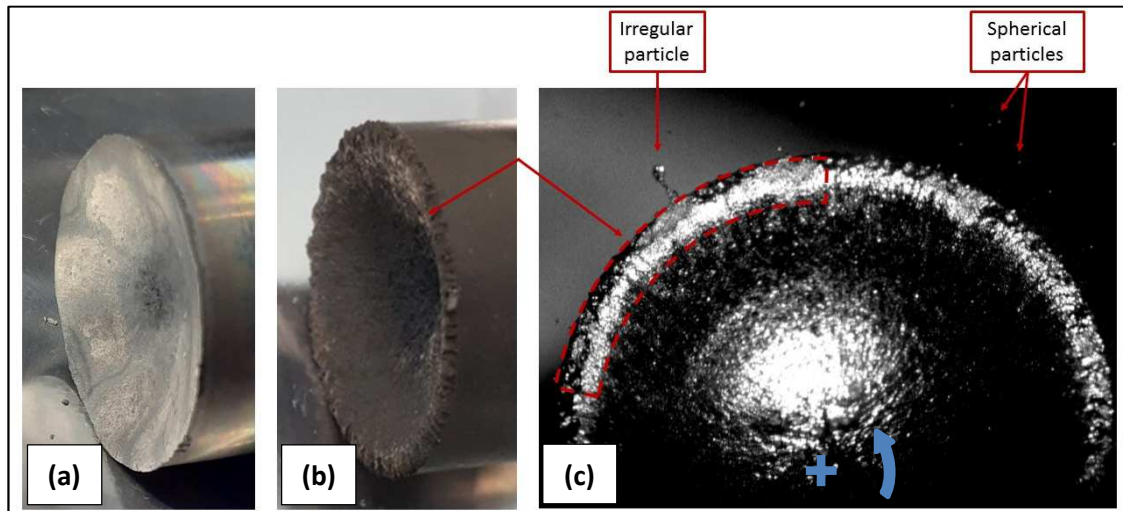 Irregular
particle
Spherical
particles
(a)
(b)
(c)